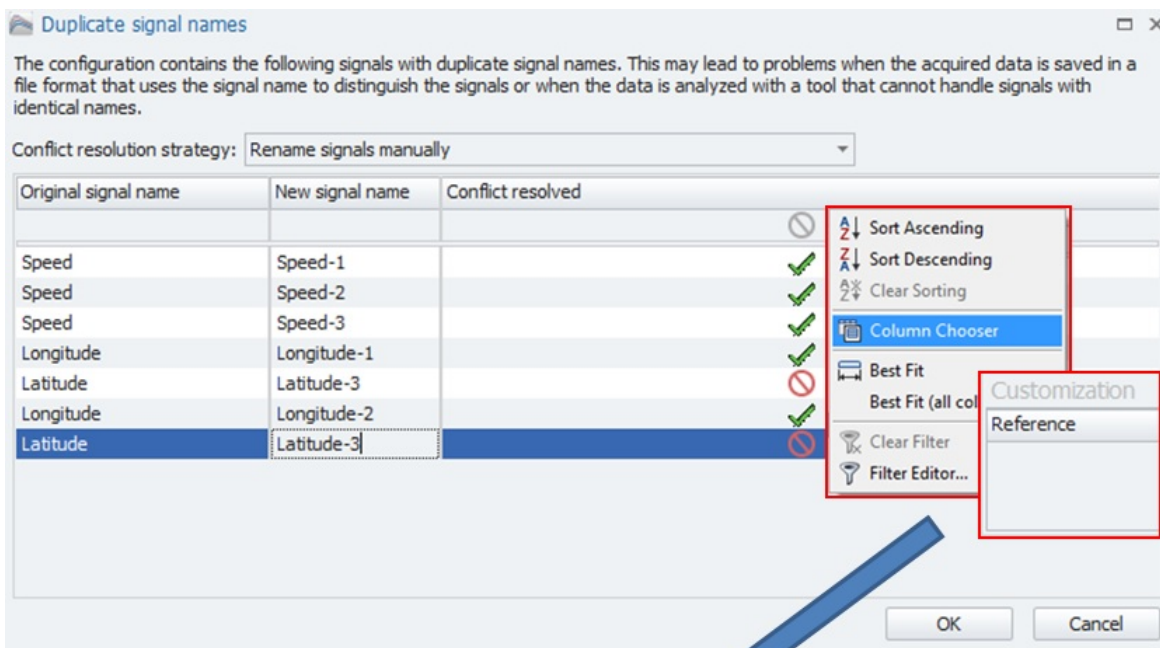 Duplicate signal names
The configuration contains the following signals with duplicate signal names. This may lead to problems when the acquired data is saved in a
file format that uses the signal name to distinguish the signals or when the data is analyzed with a tool that cannot handle signals with
identical names.
Conflict resolution strategy: Rename signals manually
Original signal name New signal name Conflict resolved
Speed Speed-1
Speed Speed-2
Speed Speed-3
Longitude Longitude-1
Latitude Latitude-3
Longitude Longitude-2
Latitude Latitude-3
Sort Ascending
Sort Descending
Clear Sorting
Column Chooser
Best Fit
Best Fit (all col
Clear Filter
Filter Editor...
Customization
Reference
OK Cancel